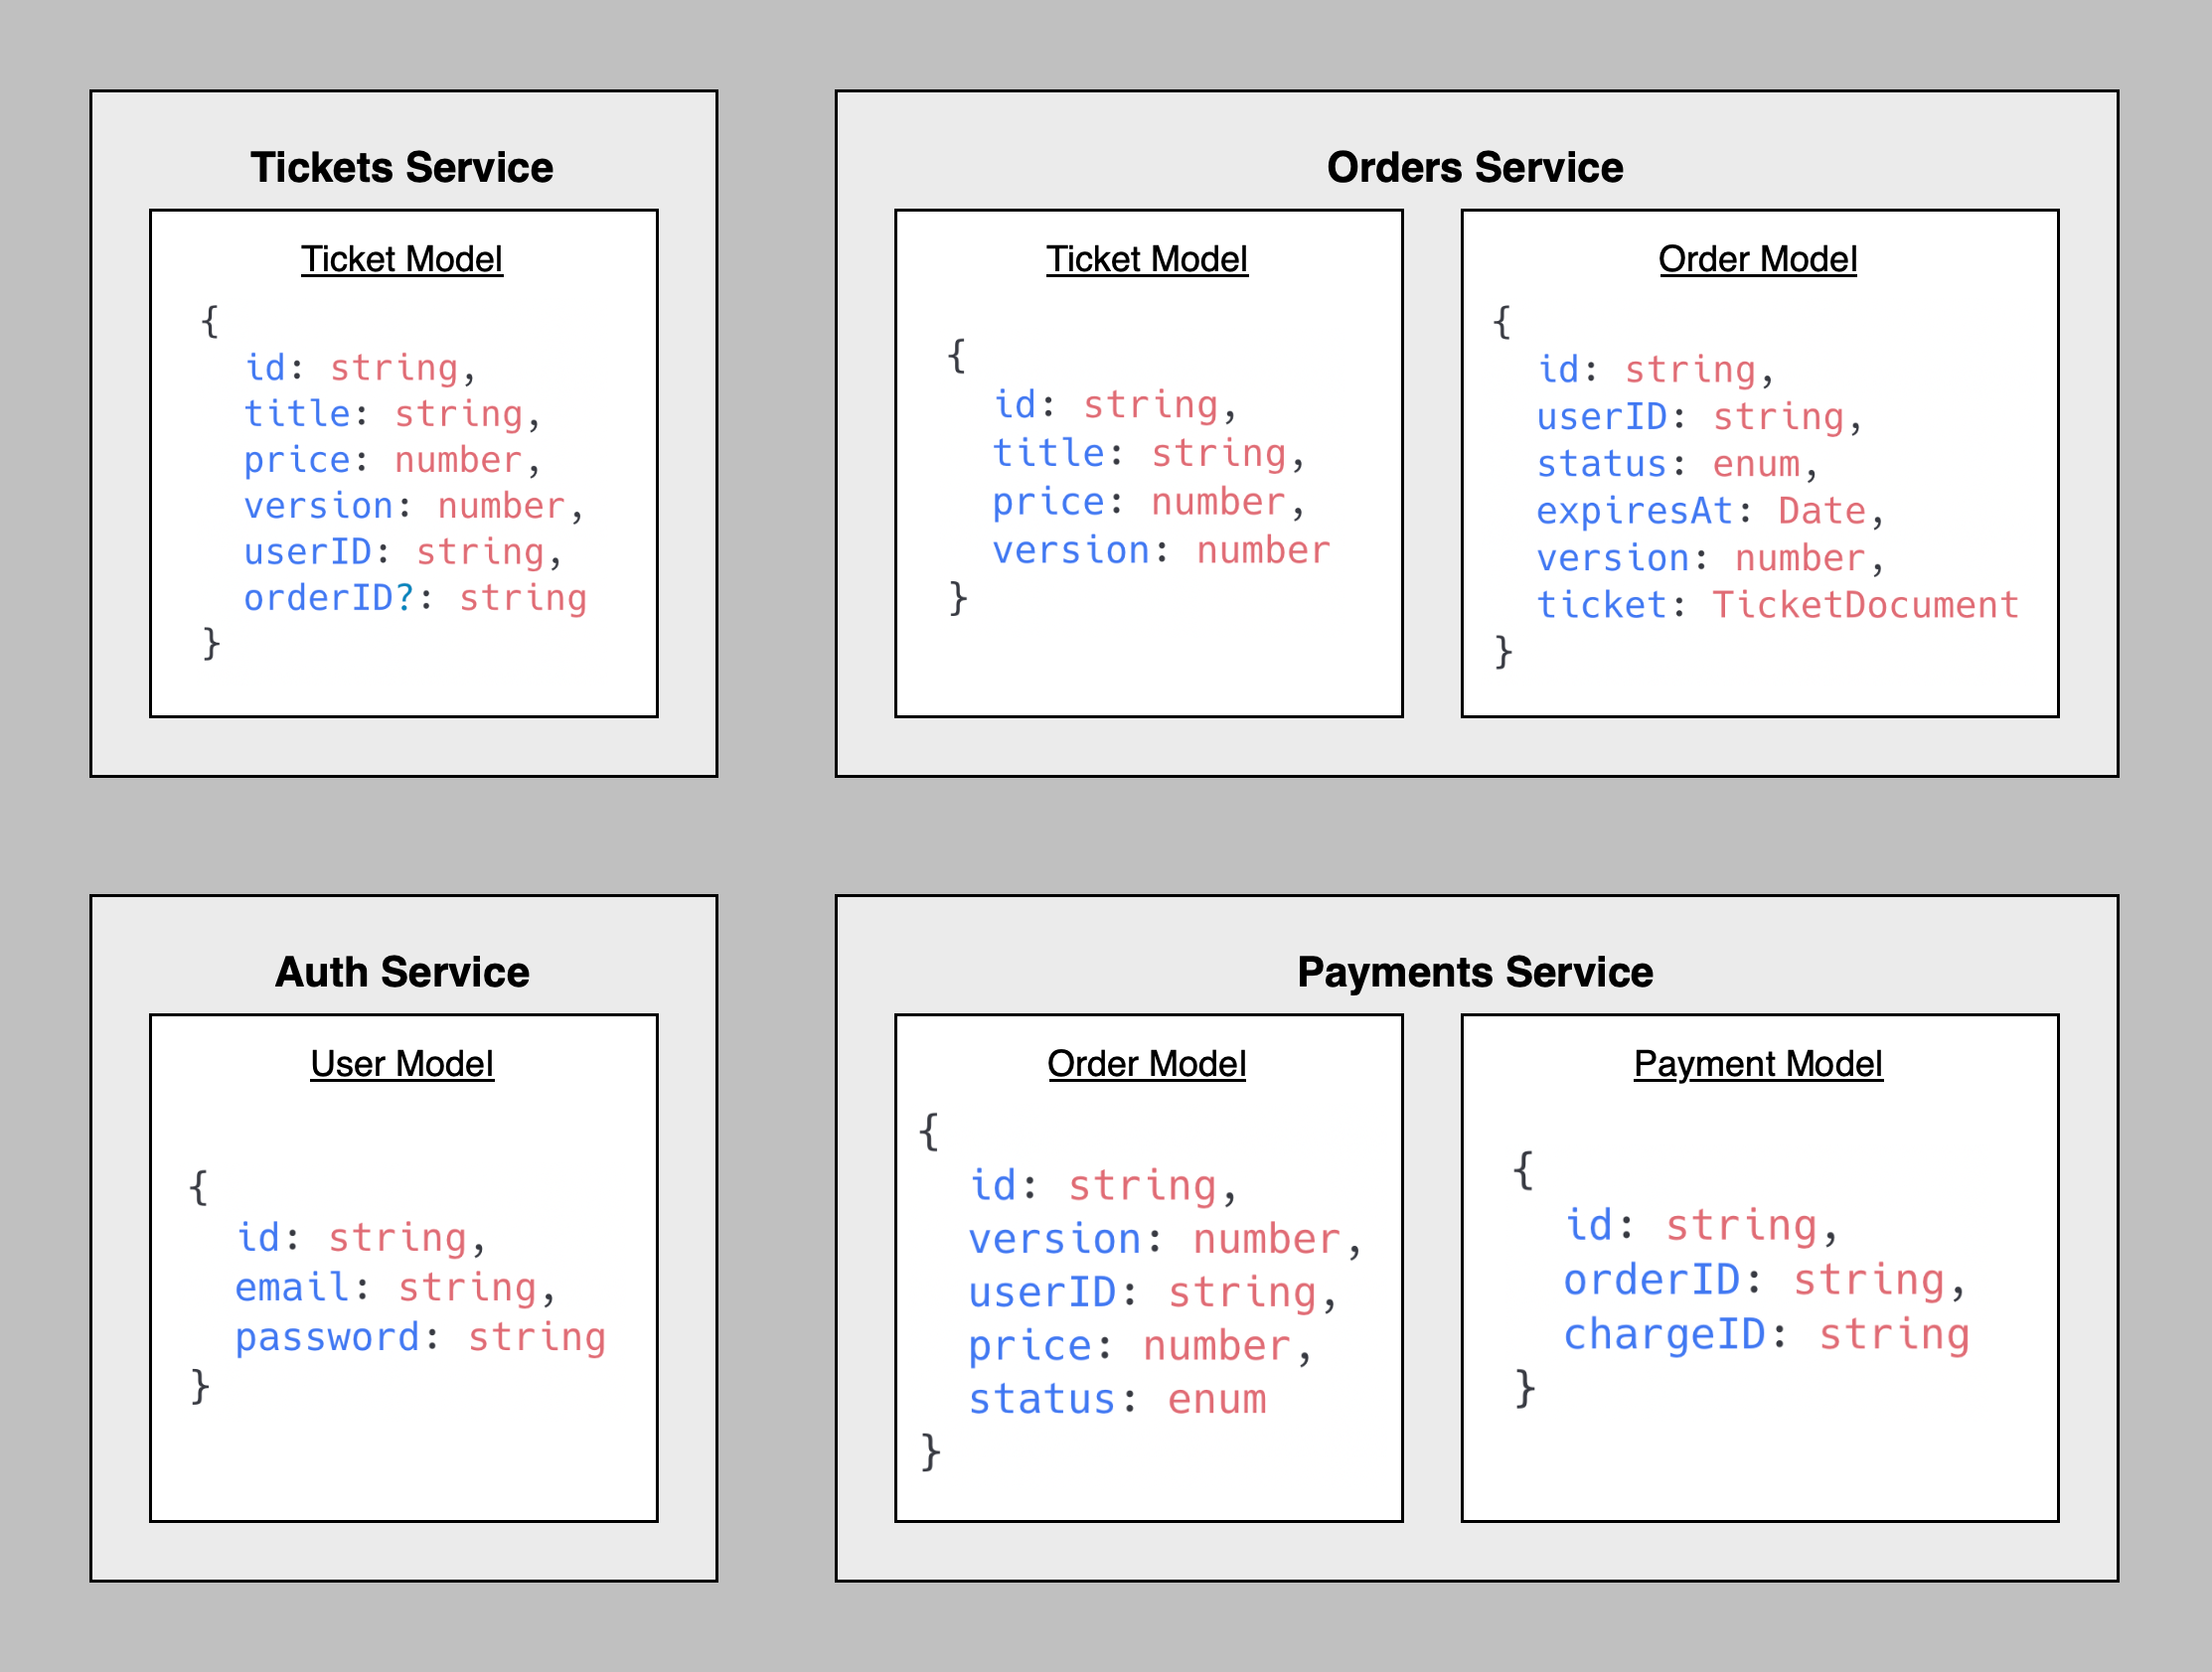 Tickets Service
Ticket Model
{
id: string,
title: string,
price: number,
version: number,
userID: string,
orderID?: string
}
Orders Service
Ticket Model
{
id: string,
title: string,
price: number,
version: number
}
Order Model
{
id: string,
userID: string,
status: enum,
expiresAt: Date,
version: number,
ticket: TicketDocument
}
Auth Service
User Model
{
id: string,
email: string,
password: string
}
Payments Service
Order Model
{
id: string,
version: number,
userID: string,
price: number,
status: enum
}
Payment Model
{
id: string,
orderID: string,
chargeID: string
}